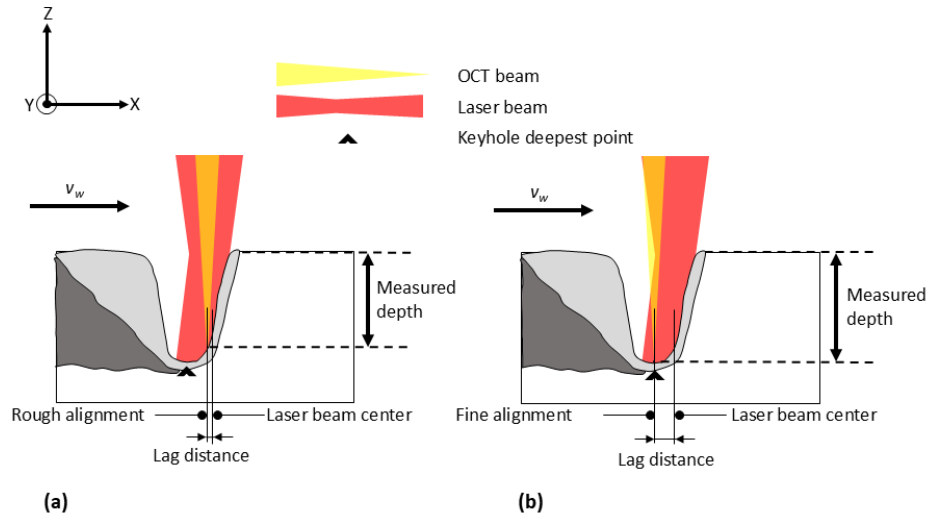 Z
Y
X
OCT beam
Laser beam
Keyhole deepest point
v_w
v_w
Measured
depth
Measured
depth
Rough alignment
Laser beam center
Fine alignment
Laser beam center
Lag distance
Lag distance
(a)
(b)